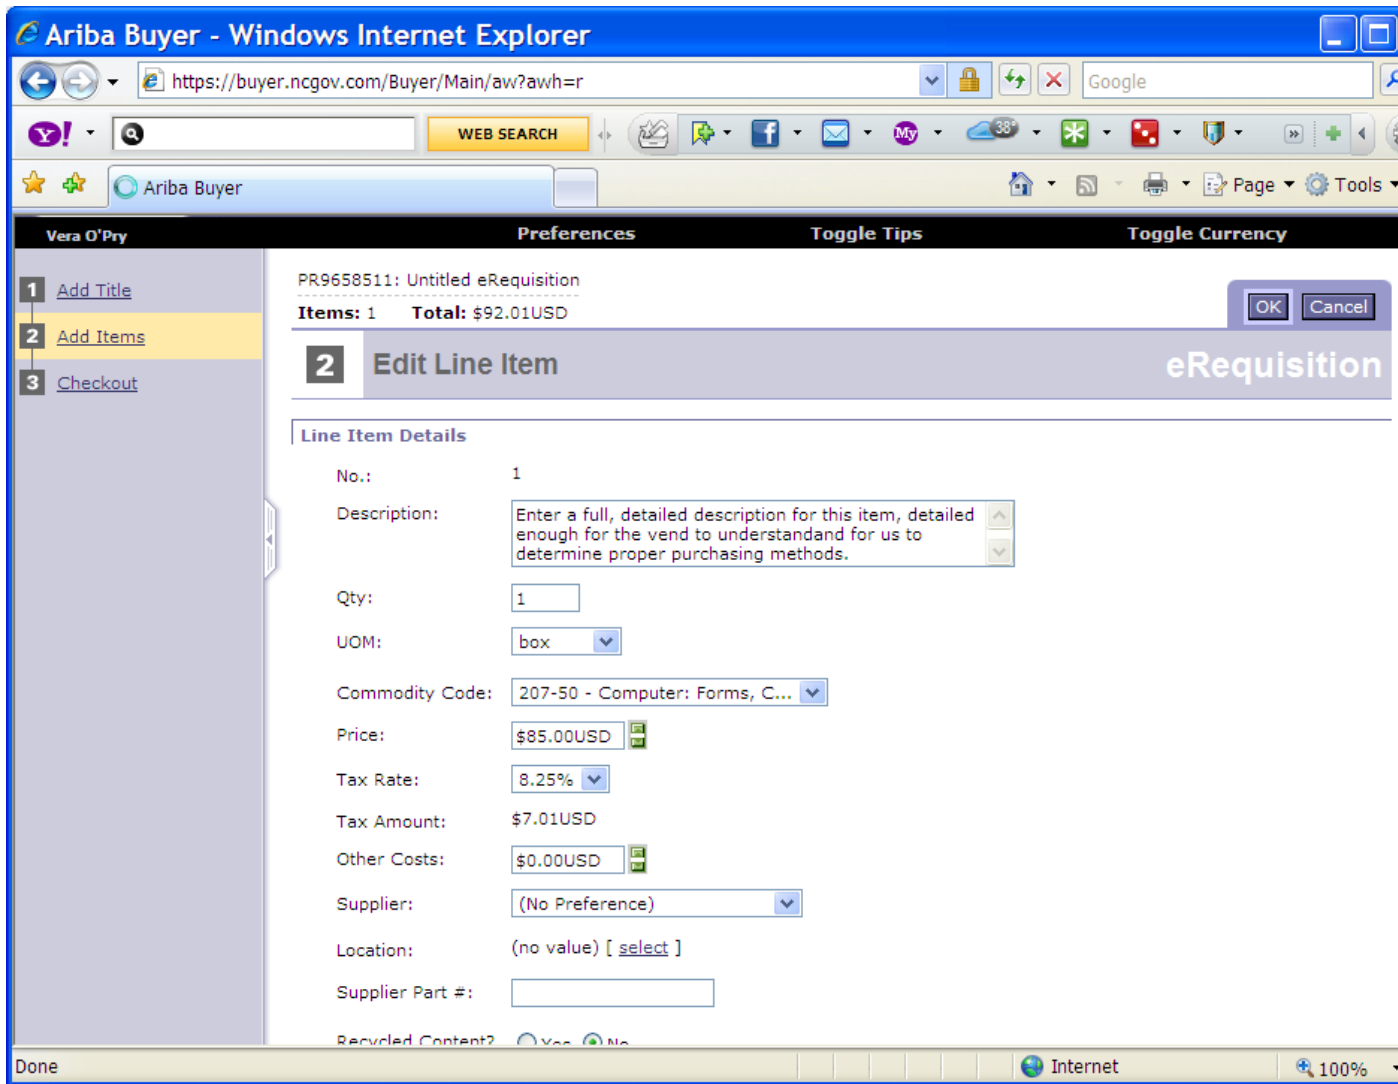 Ariba Buyer - Windows Internet Explorer
https://buyer.ncgov.com/Buyer/Main/aw?awh=r
Google
Y!
WEB SEARCH
My
38°
Ariba Buyer
Page
Tools
Vera O'Pry
Preferences
Toggle Tips
Toggle Currency
1 Add Title
2 Add Items
3 Checkout
PR9658511: Untitled eRequisition
Items: 1 Total: $92.01USD
OK Cancel
2 Edit Line Item
eRequisition
Line Item Details
No.: 1
Description: Enter a full, detailed description for this item, detailed
enough for the vend to understandand for us to
determine proper purchasing methods.
Qty: 1
UOM: box
Commodity Code: 207-50 - Computer: Forms, C...
Price: $85.00USD
Tax Rate: 8.25%
Tax Amount: $7.01USD
Other Costs: $0.00USD
Supplier: (No Preference)
Location: (no value) [ select ]
Supplier Part #:
Recycled Content? Yes No
Done
Internet
100%